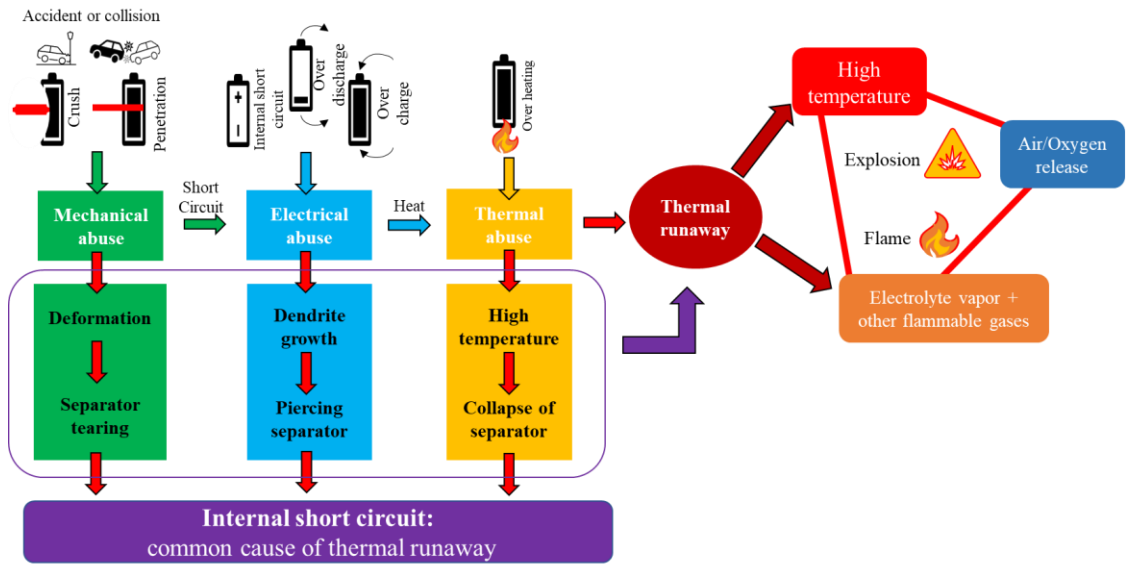 Accident or collision
Crush
Penetration
Internal short
circuit
Over
discharge
Over
charge
Over heating
Mechanical
abuse
Short
Circuit
Electrical
abuse
Heat
Thermal
abuse
Thermal
runaway
High
temperature
Explosion
Air/Oxygen
release
Flame
Electrolyte vapor +
other flammable gases
Deformation
Separator
tearing
Dendrite
growth
Piercing
separator
High
temperature
Collapse of
separator
Internal short circuit:
common cause of thermal runaway